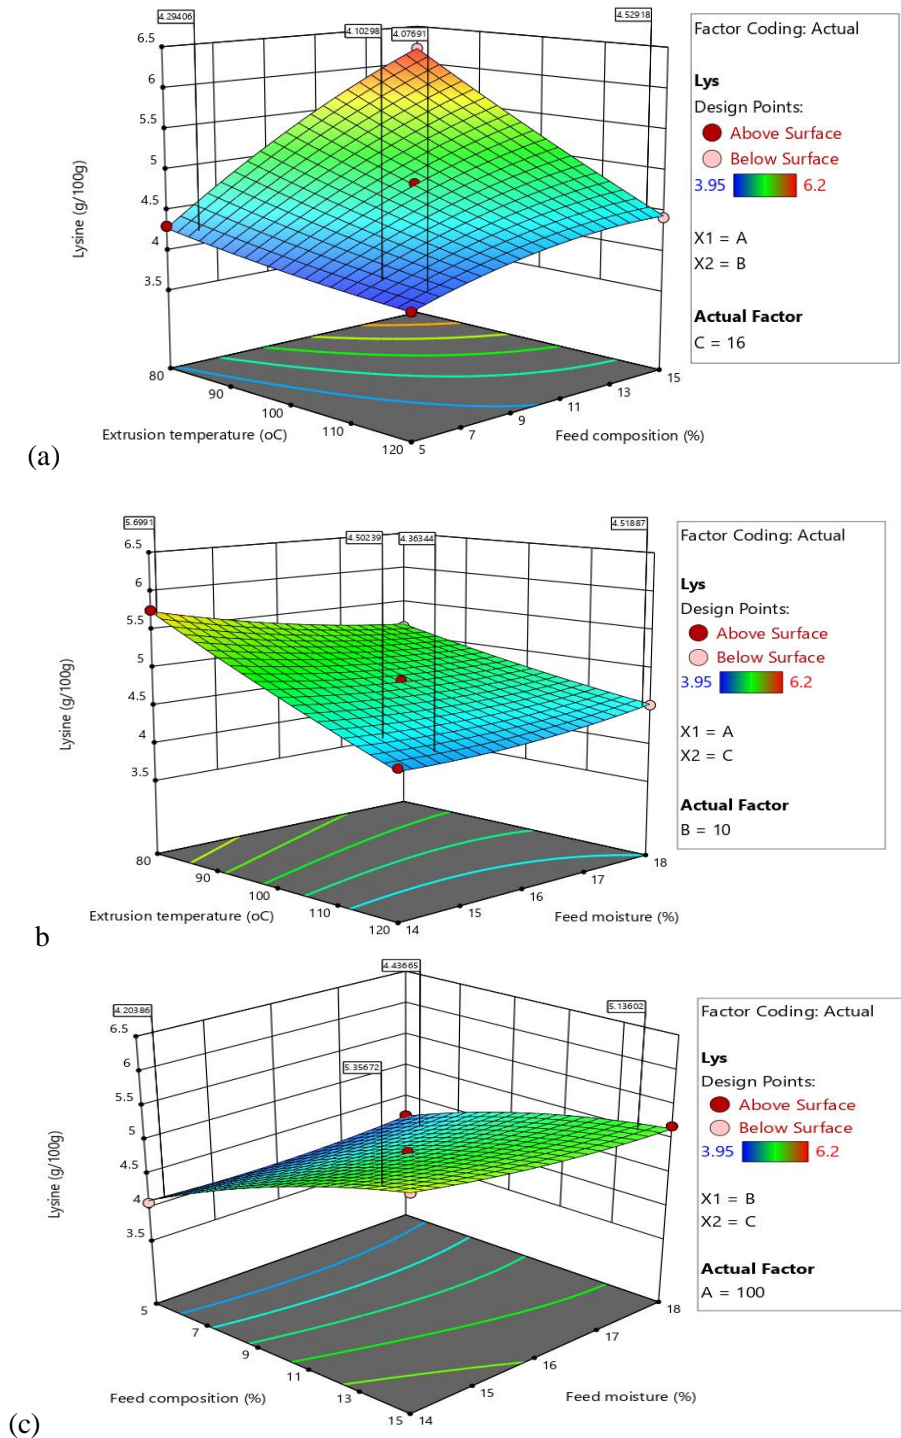 4.29406
4.10298
4.07691
4.52918
6.5
6
5.5
5
4.5
4
3.5
Lysine (g/100g)
80
90
100
110
120
5
7
9
11
13
15
Extrusion temperature (oC)
Feed composition (%)
Factor Coding: Actual
Lys
Design Points:
Above Surface
Below Surface
3.95 6.2
X1 = A
X2 = B
Actual Factor
C = 16
(a)
5.6991
4.50239
4.36344
4.51887
6.5
6
5.5
5
4.5
4
3.5
Lysine (g/100g)
80
90
100
110
120
14
15
16
17
18
Extrusion temperature (oC)
Feed moisture (%)
Factor Coding: Actual
Lys
Design Points:
Above Surface
Below Surface
3.95 6.2
X1 = A
X2 = C
Actual Factor
B = 10
b
4.20386
4.43665
5.35672
5.13602
6.5
6
5.5
5
4.5
4
3.5
Lysine (g/100g)
5
7
9
11
13
15
14
15
16
17
18
Feed composition (%)
Feed moisture (%)
Factor Coding: Actual
Lys
Design Points:
Above Surface
Below Surface
3.95 6.2
X1 = B
X2 = C
Actual Factor
A = 100
(c)